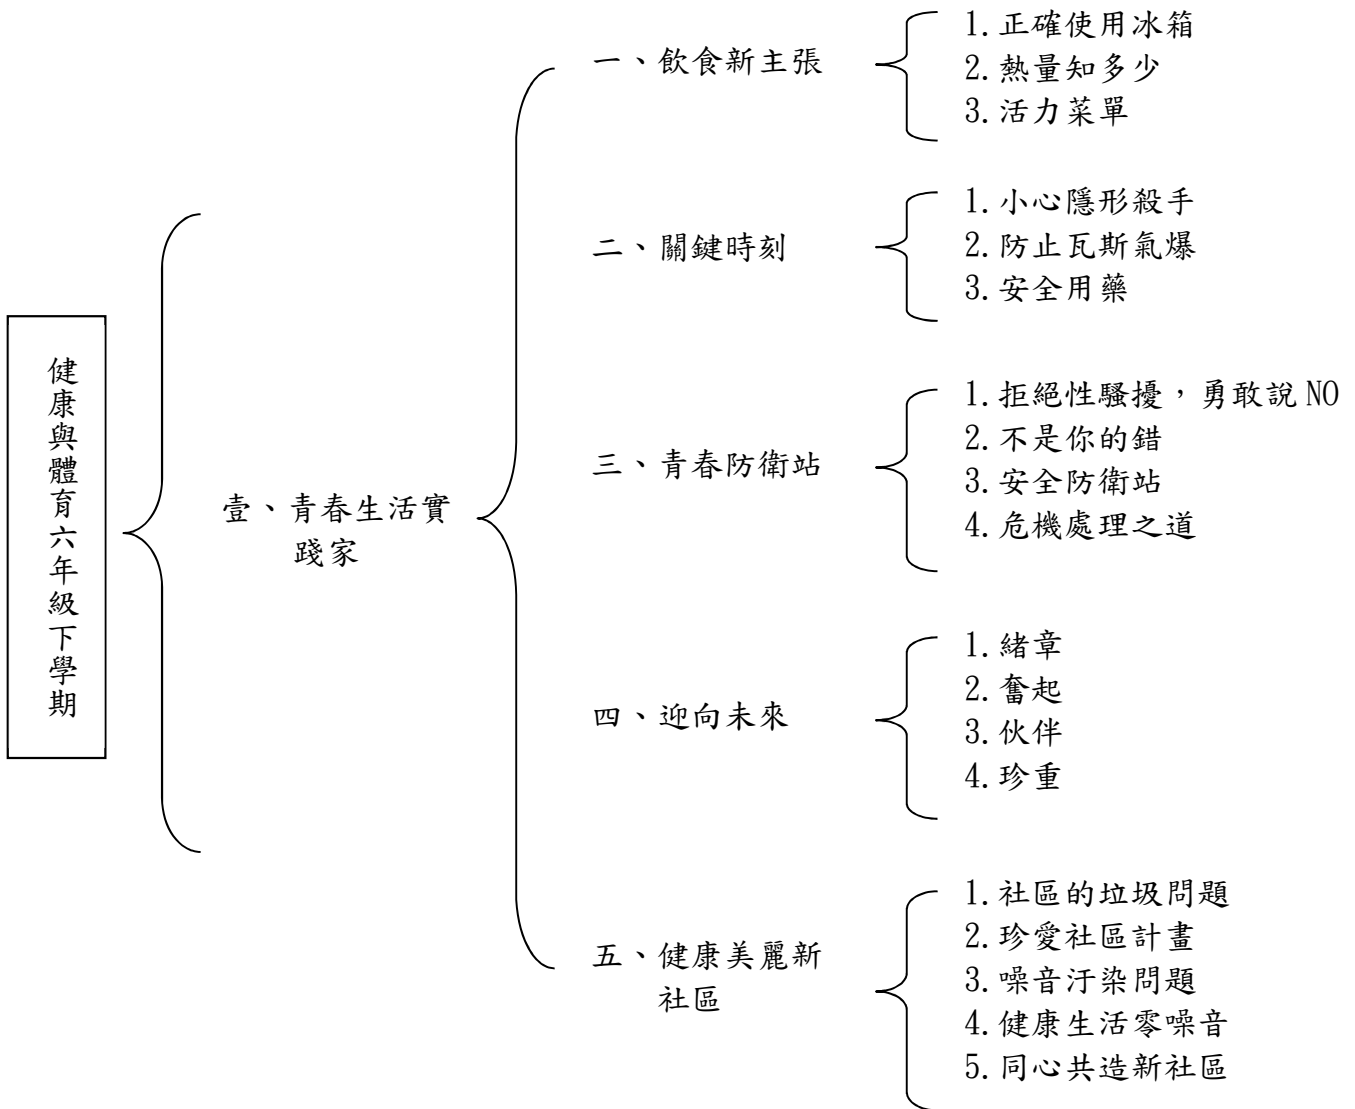 健康與體育六年級下學期
壹、青春生活實
踐家
一、飲食新主張
1.正確使用冰箱
2.熱量知多少
3.活力菜單
二、關鍵時刻
1.小心隱形殺手
2.防止瓦斯氣爆
3.安全用藥
三、青春防衛站
1.拒絕性騷擾，勇敢說 NO
2.不是你的錯
3.安全防衛站
4.危機處理之道
四、迎向未來
1.緒章
2.奮起
3.伙伴
4.珍重
五、健康美麗新
社區
1.社區的垃圾問題
2.珍愛社區計畫
3.噪音汙染問題
4.健康生活零噪音
5.同心共造新社區